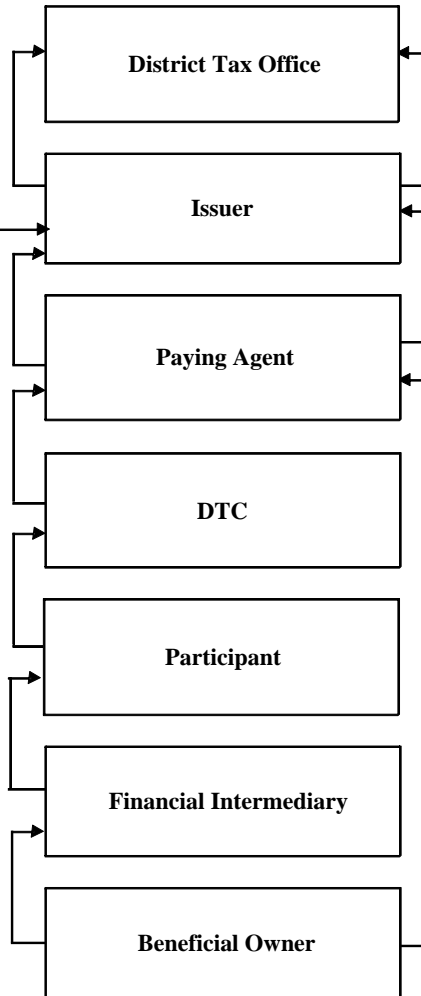 District Tax Office
Issuer
Paying Agent
DTC
Participant
Financial Intermediary
Beneficial Owner